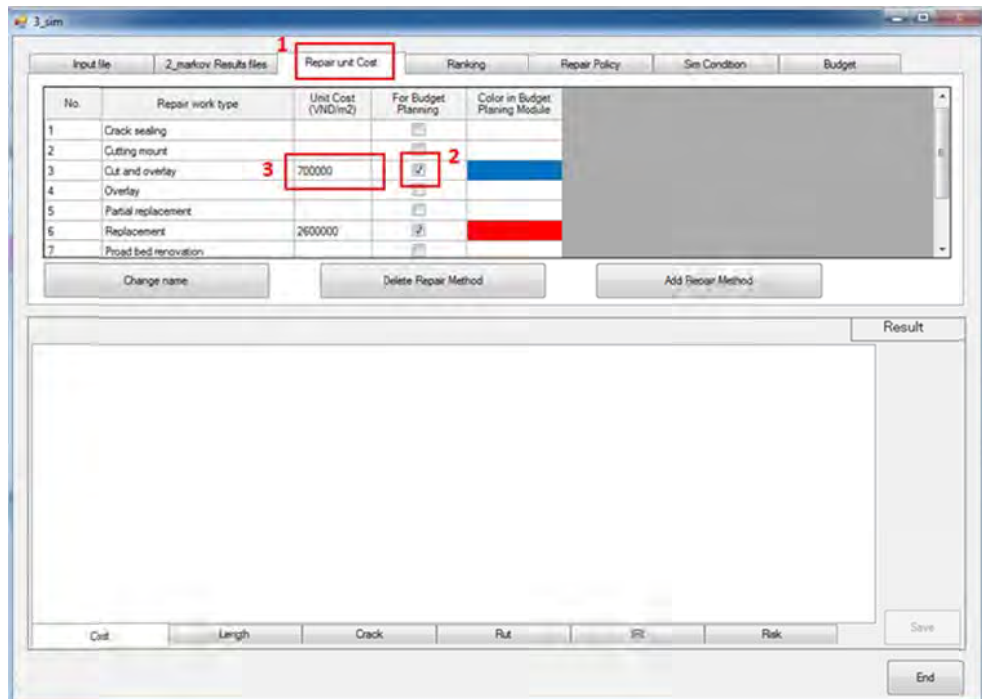 3_sim
1
Input file 2_markov Results files Repair unit Cost Ranking Repair Policy Sim Condition Budget
No. Repair work type Unit Cost (VND/m2) For Budget Planning Color in Budget Planing Module
1 Crack sealing
2 Cutting mount
2
3 Cut and overlay 3 700000
4 Overlay
5 Partial replacement
6 Replacement 2600000
7 Proad bed renovation
Change name Delete Repair Method Add Repair Method
Result
Cost Length Crack Rut IRI Risk
Save
End